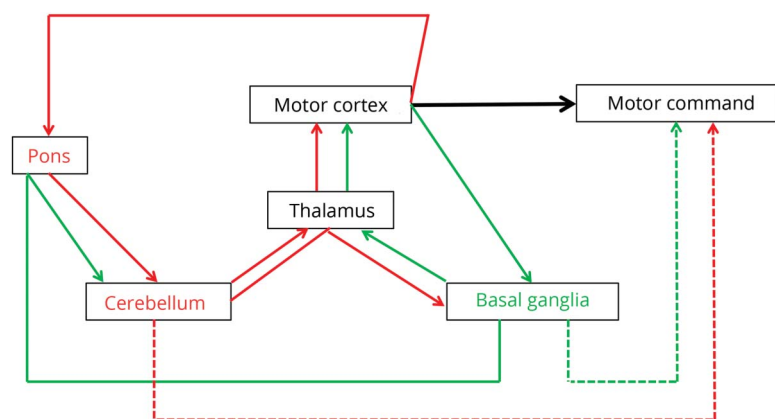 Motor cortex
Motor command
Pons
Thalamus
Cerebellum
Basal ganglia